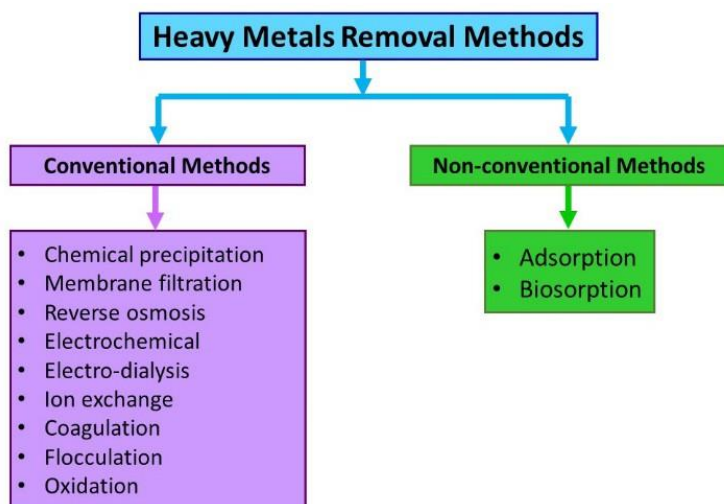 Heavy Metals Removal Methods
Conventional Methods
Non-conventional Methods
• Chemical precipitation
• Membrane filtration
• Reverse osmosis
• Electrochemical
• Electro-dialysis
• Ion exchange
• Coagulation
• Flocculation
• Oxidation
• Adsorption
• Biosorption